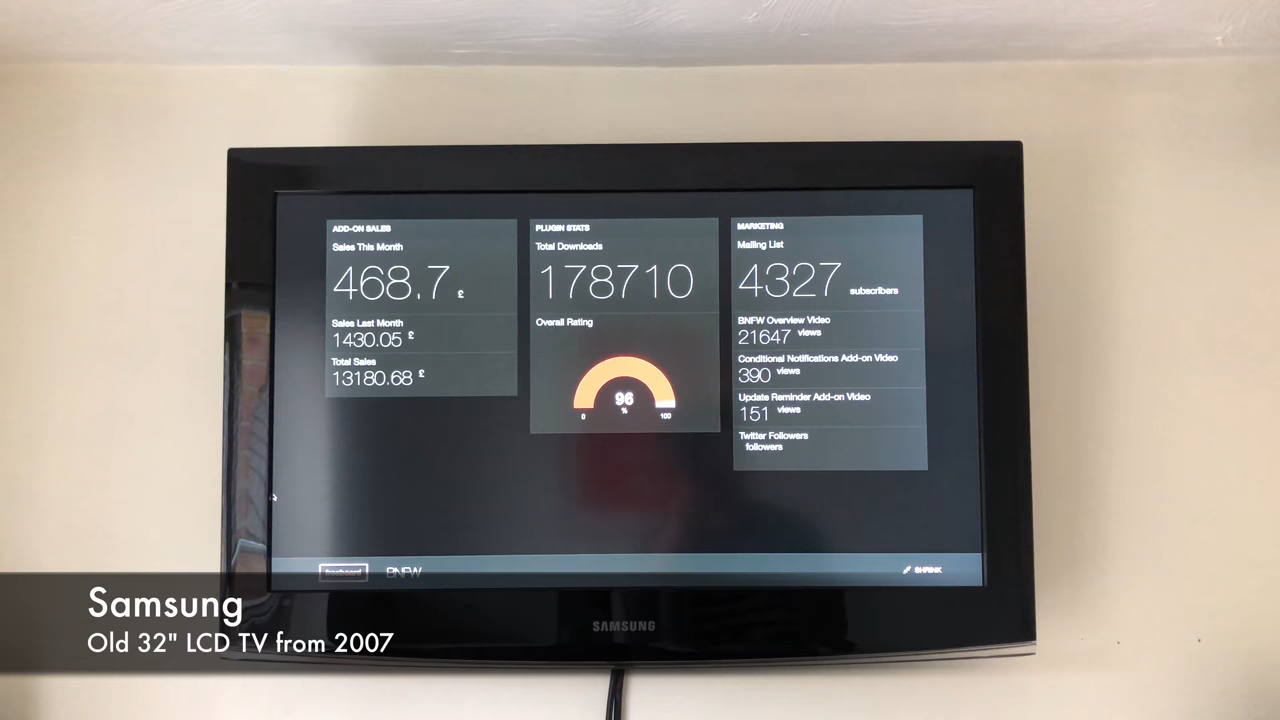 ADD-ON SALES
Sales This Month
468.7 £
Sales Last Month
1430.05 £
Total Sales
13180.68 £
PLUGIN STATS
Total Downloads
178710
Overall Rating
96
%
0
100
MARKETING
Mailing List
4327 subscribers
BNFW Overview Video
21647 views
Conditional Notifications Add-on Video
390 views
Update Reminder Add-on Video
151 views
Twitter Followers
followers
freeboard BNFW
SHRINK
SAMSUNG
Samsung
Old 32" LCD TV from 2007